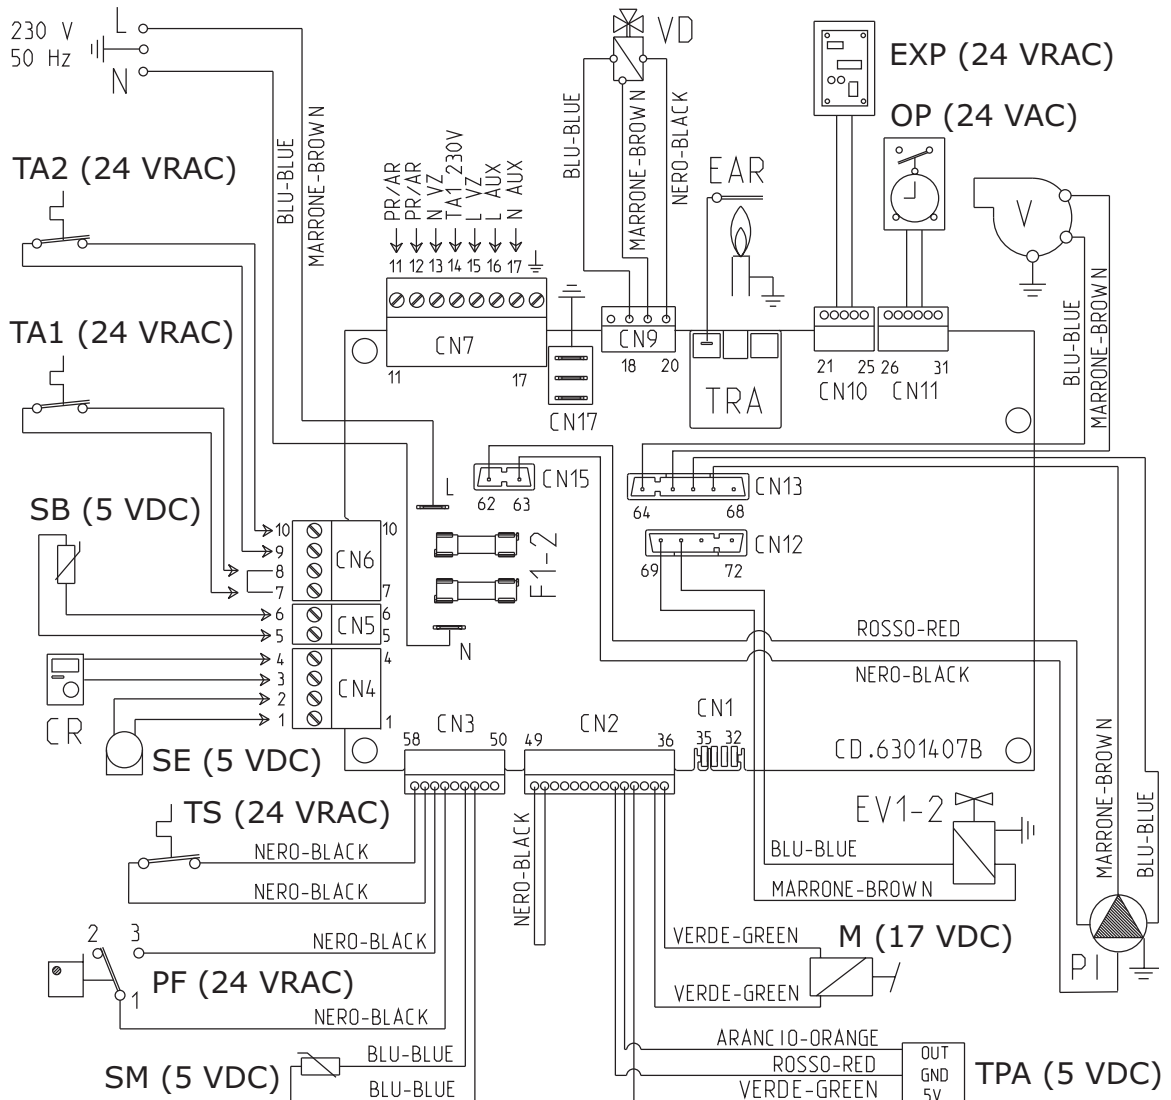 230 V
50 Hz
L
N
VD
EXP (24 VRAC)
OP (24 VAC)
TA2 (24 VRAC)
BLU-BLUE
MARRONE-BROWN
PR/AR
PR/AR
N VZ
TA1 230V
L VZ
L AUX
N AUX
11 12 13 14 15 16 17
BLU-BLUE
MARRONE-BROWN
NERO-BLACK
EAR
V
BLU-BLUE
MARRONE-BROWN
TA1 (24 VRAC)
CN7
11 17
CN17
CN9
18 20
TRA
21 25
CN10
26 31
CN11
SB (5 VDC)
L
CN15
62 63
CN13
64 68
CN12
69 72
F1-2
N
10
9
8
7
CN6
10
7
6
5
CN5
6
5
4
3
2
1
CN4
4
1
CR
SE (5 VDC)
ROSSO-RED
NERO-BLACK
CN3
58 50
CN2
49 36
CN1
35 32
CD.6301407B
TS (24 VRAC)
NERO-BLACK
NERO-BLACK
NERO-BLACK
EV1-2
BLU-BLUE
MARRONE-BROWN
MARRONE-BROWN
BLU-BLUE
2 3
1
PF (24 VRAC)
NERO-BLACK
NERO-BLACK
VERDE-GREEN
M (17 VDC)
VERDE-GREEN
PI
SM (5 VDC)
BLU-BLUE
BLU-BLUE
ARANCIO-ORANGE
ROSSO-RED
VERDE-GREEN
OUT
GND
5V
TPA (5 VDC)